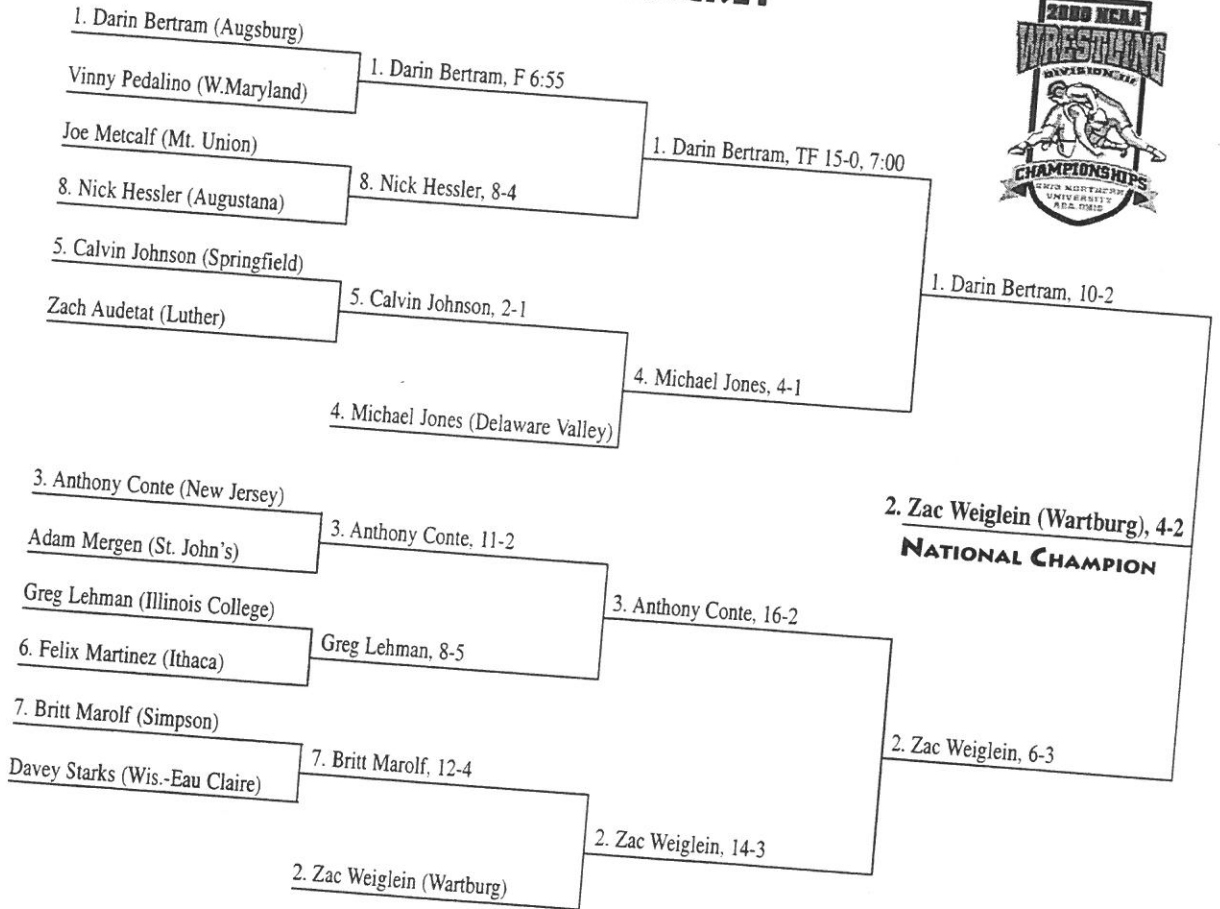 1. Darin Bertram (Augsburg)
Vinny Pedalino (W.Maryland)
Joe Metcalf (Mt. Union)
8. Nick Hessler (Augustana)
5. Calvin Johnson (Springfield)
Zach Audetat (Luther)
1. Darin Bertram, F 6:55
8. Nick Hessler, 8-4
5. Calvin Johnson, 2-1
4. Michael Jones (Delaware Valley)
1. Darin Bertram, TF 15-0, 7:00
4. Michael Jones, 4-1
1. Darin Bertram, 10-2
3. Anthony Conte (New Jersey)
Adam Mergen (St. John's)
Greg Lehman (Illinois College)
6. Felix Martinez (Ithaca)
7. Britt Marolf (Simpson)
Davey Starks (Wis.-Eau Claire)
3. Anthony Conte, 11-2
Greg Lehman, 8-5
7. Britt Marolf, 12-4
2. Zac Weiglein (Wartburg)
3. Anthony Conte, 16-2
2. Zac Weiglein, 14-3
2. Zac Weiglein, 6-3
2. Zac Weiglein (Wartburg), 4-2
NATIONAL CHAMPION
2000 NCAA
WRESTLING
DIVISION III
CHAMPIONSHIPS
OHIO NORTHERN
UNIVERSITY
ADA, OHIO